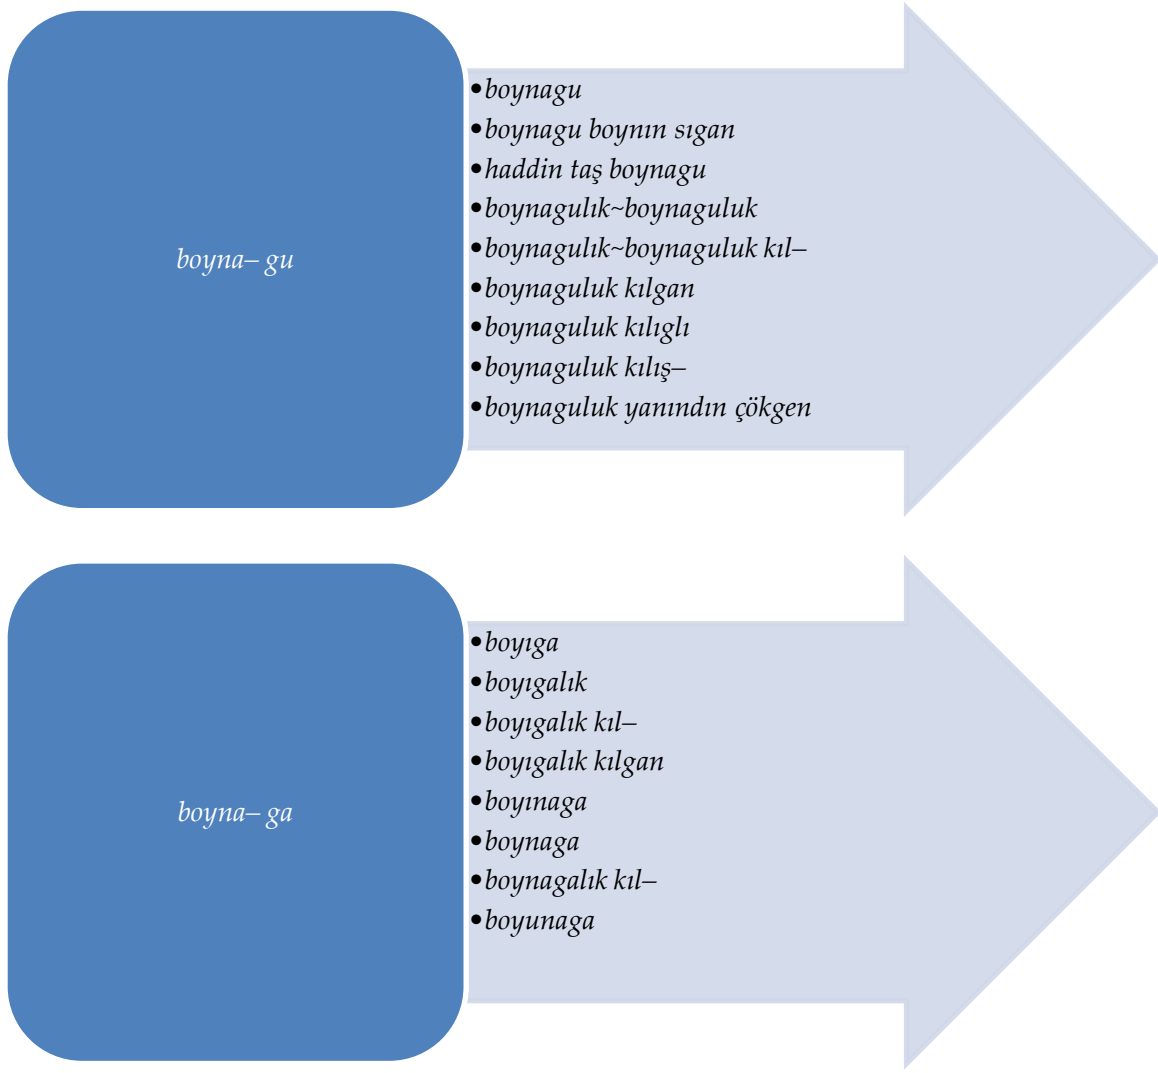 boyna– gu
•boynagu
•boynagu boynın sıgan
•haddin taş boynagu
•boynagulık~boynaguluk
•boynagulık~boynaguluk kıl–
•boynaguluk kılgan
•boynaguluk kılıglı
•boynaguluk kılış–
•boynaguluk yanındın çökgen
boyna– ga
•boyıga
•boyıgalık
•boyıgalık kıl–
•boyıgalık kılgan
•boyınaga
•boynaga
•boynagalık kıl–
•boyunaga